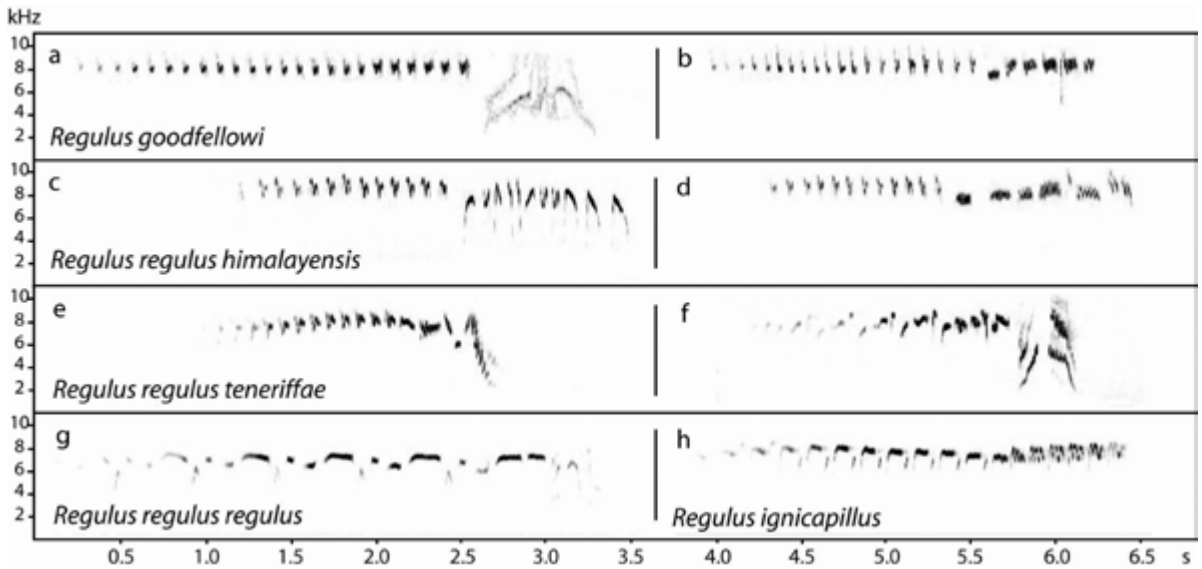 kHz
10 a b
8
6
4
2 Regulus goodfellowi
10 c d
8
6
4
2 Regulus regulus himalayensis
10 e f
8
6
4
2 Regulus regulus teneriffae
10 g h
8
6
4
2 Regulus regulus regulus Regulus ignicapillus
0.5 1.0 1.5 2.0 2.5 3.0 3.5 4.0 4.5 5.0 5.5 6.0 6.5 s